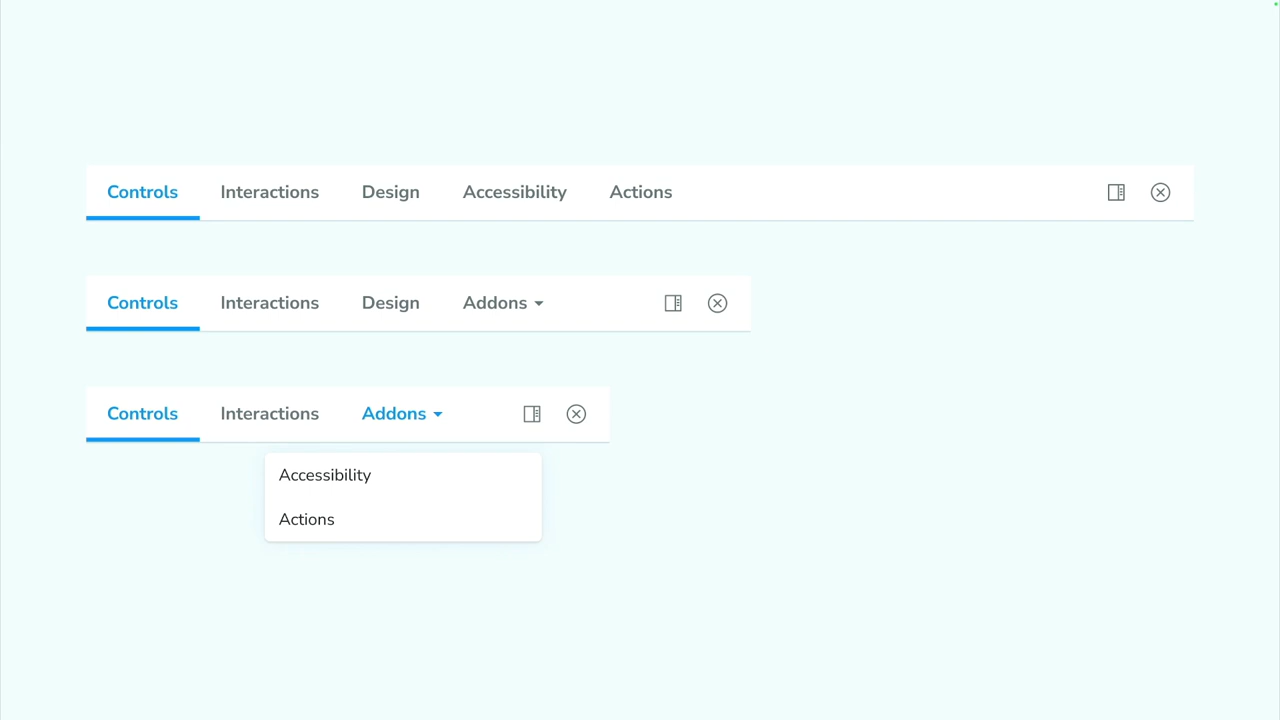 Controls Interactions Design Accessibility Actions
Controls Interactions Design Addons
Controls Interactions Addons
Accessibility
Actions